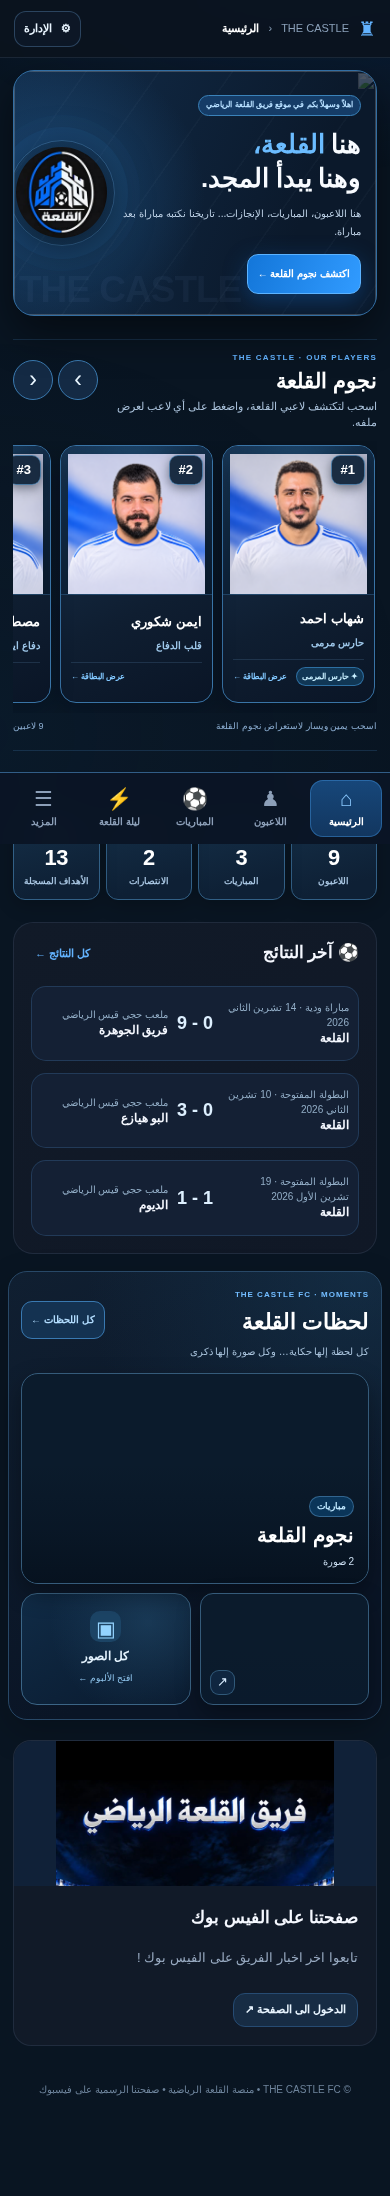 THE CASTLE ‹ الرئيسية
⚙ الإدارة
اهلاً وسهلاً بكم في موقع فريق القلعة الرياضي
هنا القلعة،
وهنا يبدأ المجد.
هنا اللاعبون، المباريات، الإنجازات... تاريخنا نكتبه مباراة بعد
مباراة.
اكتشف نجوم القلعة ←
THE CASTLE
القلعة
THE CASTLE · OUR PLAYERS
نجوم القلعة
اسحب لتكتشف لاعبي القلعة، واضغط على أي لاعب لعرض
ملفه.
#1
شهاب احمد
حارس مرمى
✦ حارس المرمى
عرض البطاقة ←
#2
ايمن شكوري
قلب الدفاع
عرض البطاقة ←
#3
اسحب يمين ويسار لاستعراض نجوم القلعة
9 لاعبين
الرئيسية
اللاعبون
المباريات
ليلة القلعة
المزيد
9
اللاعبون
3
المباريات
2
الانتصارات
13
الأهداف المسجلة
⚽ آخر النتائج
كل النتائج ←
مباراة ودية · 14 تشرين الثاني
2026
القلعة
9 - 0
ملعب حجي قيس الرياضي
فريق الجوهرة
البطولة المفتوحة · 10 تشرين
الثاني 2026
القلعة
3 - 0
ملعب حجي قيس الرياضي
البو هيازع
البطولة المفتوحة · 19
تشرين الأول 2026
القلعة
1 - 1
ملعب حجي قيس الرياضي
الديوم
THE CASTLE FC · MOMENTS
لحظات القلعة
كل اللحظات ←
كل لحظة إلها حكاية… وكل صورة إلها ذكرى
مباريات
نجوم القلعة
2 صورة
↗
كل الصور
افتح الألبوم ←
فريق القلعة الرياضي
صفحتنا على الفيس بوك
تابعوا اخر اخبار الفريق على الفيس بوك !
الدخول الى الصفحة ↗
© THE CASTLE FC • منصة القلعة الرياضية • صفحتنا الرسمية على فيسبوك